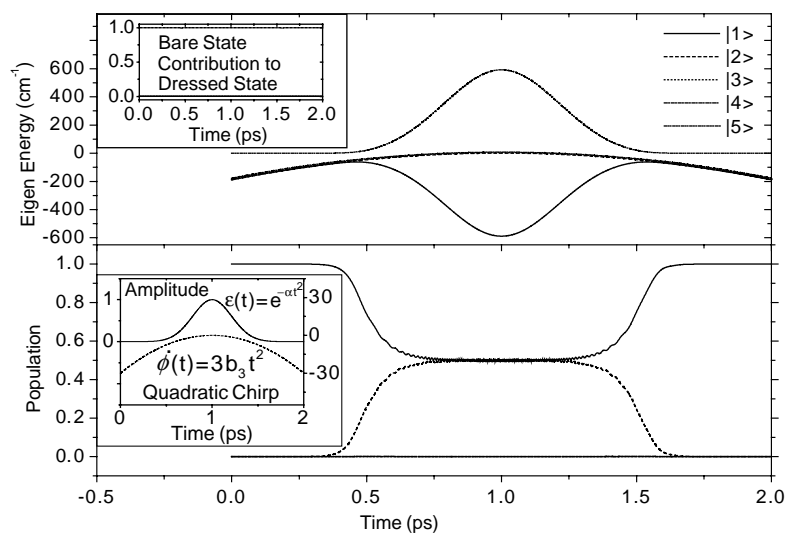 1.0
0.5
0.0
Bare State
Contribution to
Dressed State
0.0 0.5 1.0 1.5 2.0
Time (ps)
|1>
|2>
|3>
|4>
|5>
Eigen Energy (cm⁻¹)
600
400
200
0
-200
-400
-600
Population
1.0
0.8
0.6
0.4
0.2
0.0
Amplitude
ε(t)=e^{-αt²}
1
0
30
0
-30
φ̇(t)=3b₃t²
Quadratic Chirp
0 1 2
Time (ps)
-0.5 0.0 0.5 1.0 1.5 2.0
Time (ps)